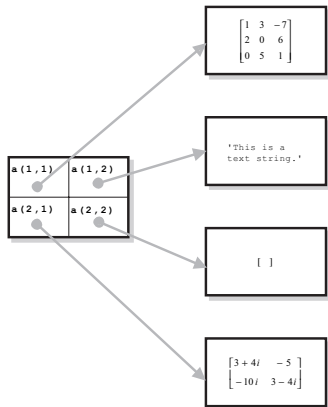 1 3 −7
2 0 6
0 5 1
'This is a
text string.'
a(1,1) a(1,2)
a(2,1) a(2,2)
[ ]
3 + 4i − 5
−10i 3 − 4i